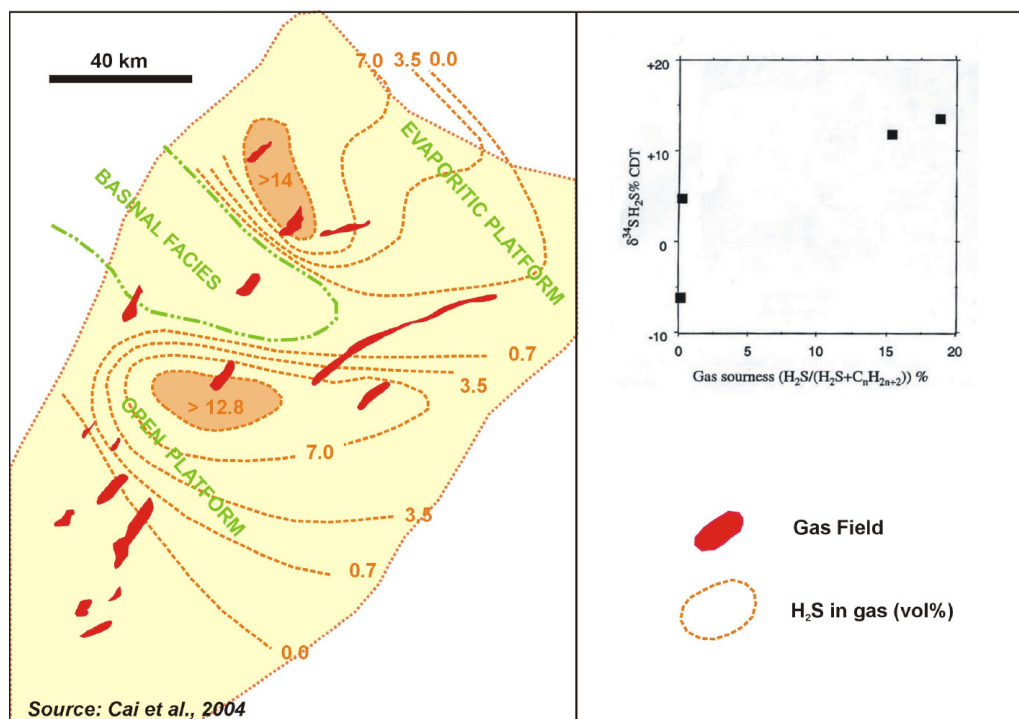 40 km
7.0 3.5 0.0
EVAPORITIC PLATFORM
>14
BASINAL FACIES
0.7
3.5
> 12.8
OPEN PLATFORM
7.0
3.5
0.7
0.0
Source: Cai et al., 2004
+20
+10
0
-10
δ³⁴S H₂S% CDT
0 5 10 15 20
Gas sourness (H₂S/(H₂S+CₙH₂ₙ₊₂)) %
Gas Field
H₂S in gas (vol%)